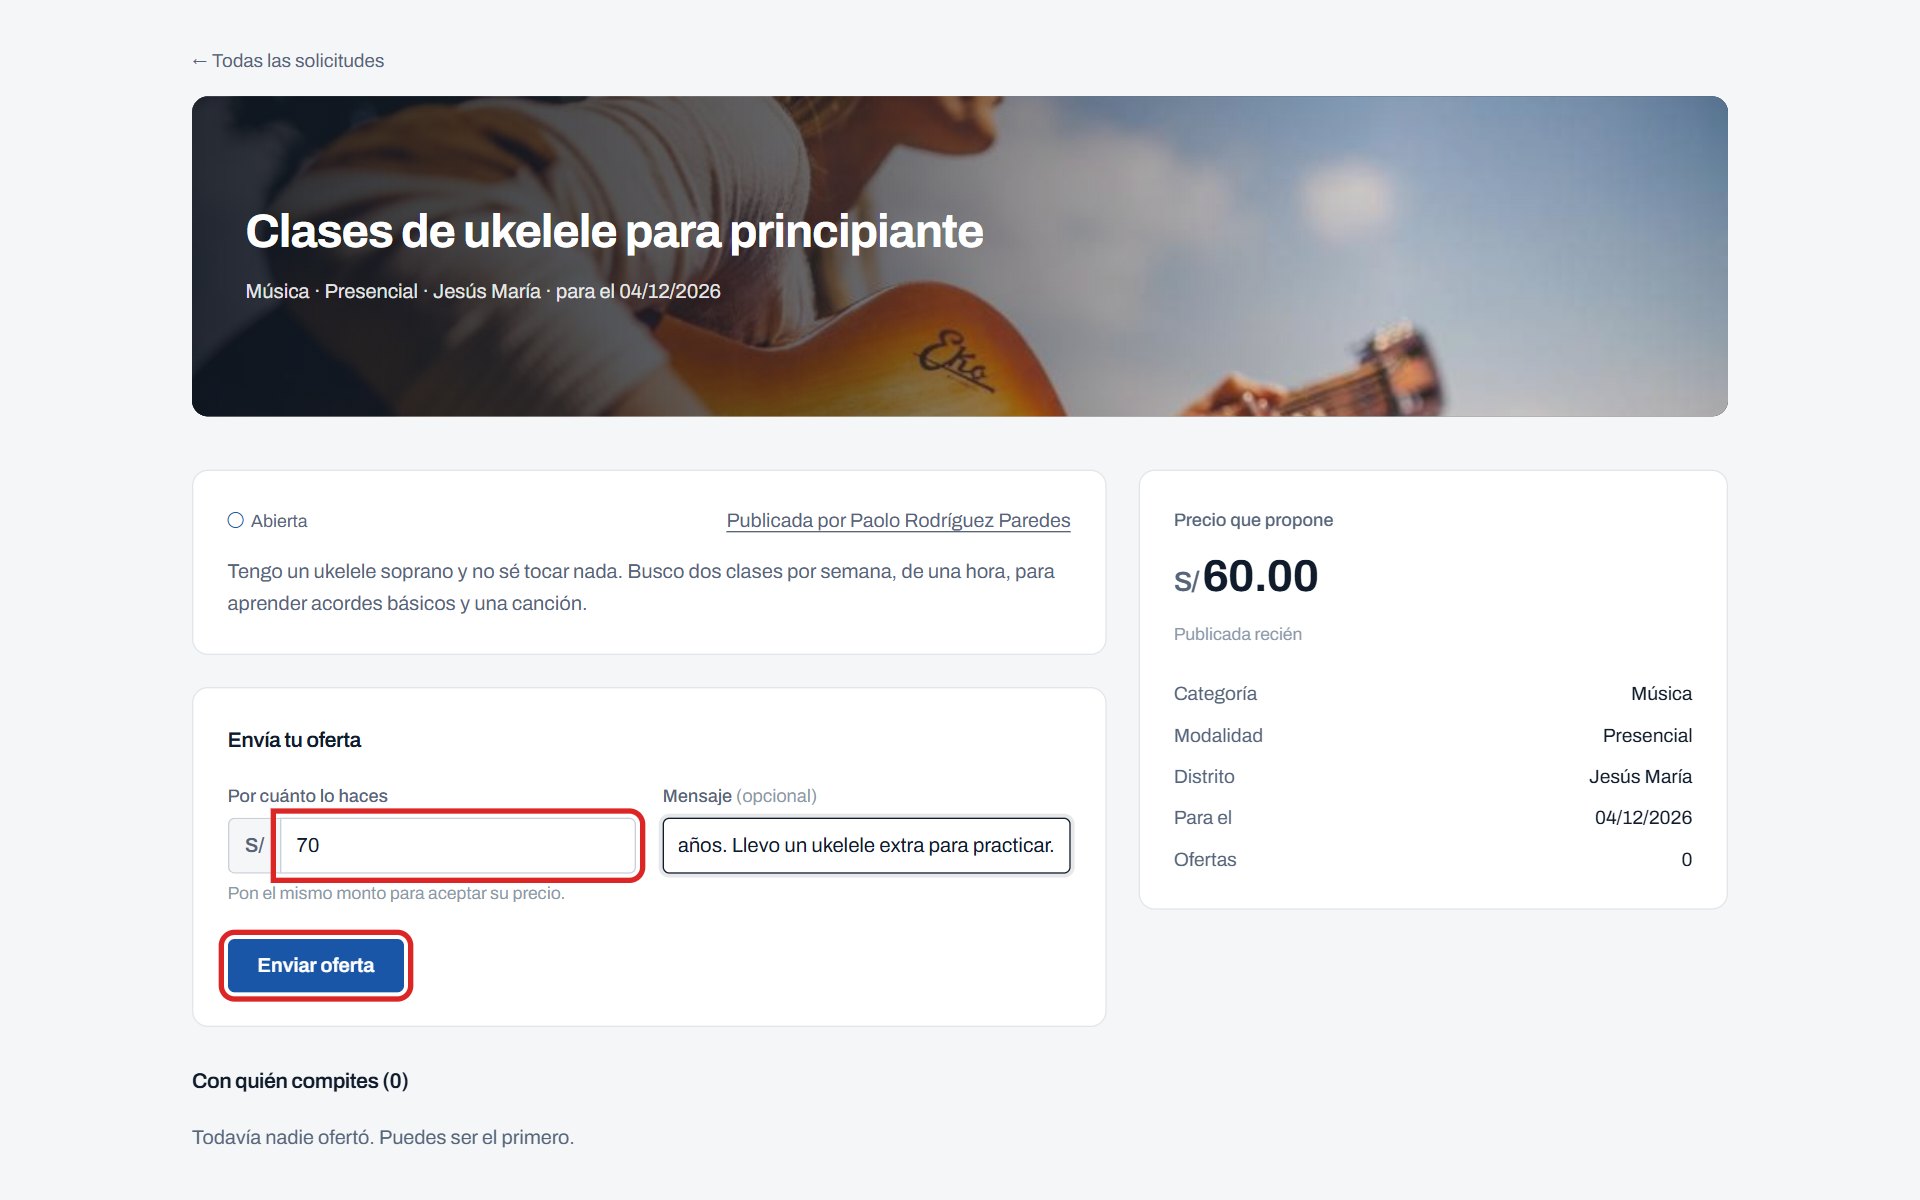 ← Todas las solicitudes
Clases de ukelele para principiante
Música · Presencial · Jesús María · para el 04/12/2026
Eko
Abierta
Publicada por Paolo Rodríguez Paredes
Tengo un ukelele soprano y no sé tocar nada. Busco dos clases por semana, de una hora, para
aprender acordes básicos y una canción.
Envía tu oferta
Por cuánto lo haces
S/ 70
Pon el mismo monto para aceptar su precio.
Mensaje (opcional)
años. Llevo un ukelele extra para practicar.
Enviar oferta
Precio que propone
S/ 60.00
Publicada recién
Categoría Música
Modalidad Presencial
Distrito Jesús María
Para el 04/12/2026
Ofertas 0
Con quién compites (0)
Todavía nadie ofertó. Puedes ser el primero.